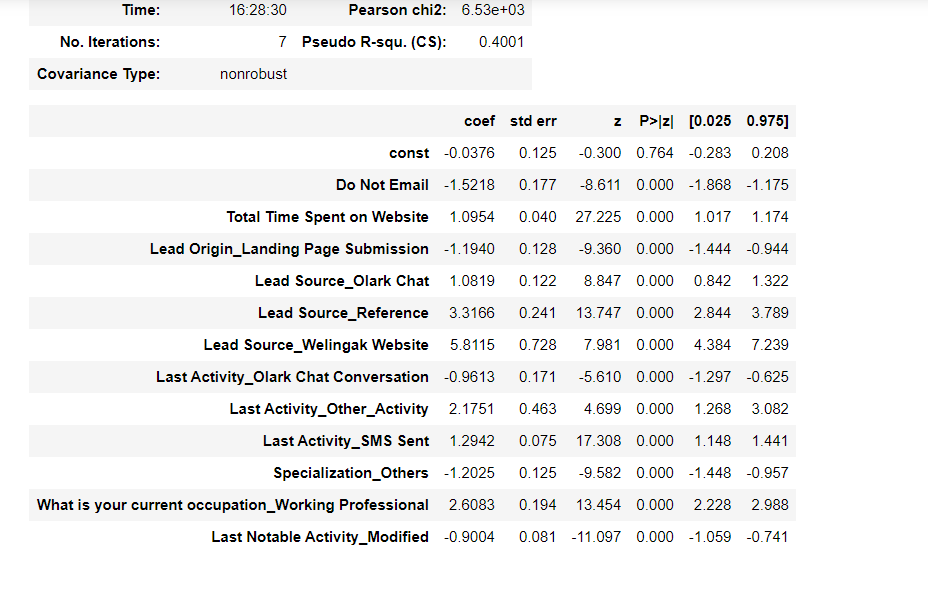 Time: 16:28:30 Pearson chi2: 6.53e+03
No. Iterations: 7 Pseudo R-squ. (CS): 0.4001
Covariance Type: nonrobust
coef std err z P>|z| [0.025 0.975]
const -0.0376 0.125 -0.300 0.764 -0.283 0.208
Do Not Email -1.5218 0.177 -8.611 0.000 -1.868 -1.175
Total Time Spent on Website 1.0954 0.040 27.225 0.000 1.017 1.174
Lead Origin_Landing Page Submission -1.1940 0.128 -9.360 0.000 -1.444 -0.944
Lead Source_Olark Chat 1.0819 0.122 8.847 0.000 0.842 1.322
Lead Source_Reference 3.3166 0.241 13.747 0.000 2.844 3.789
Lead Source_Welingak Website 5.8115 0.728 7.981 0.000 4.384 7.239
Last Activity_Olark Chat Conversation -0.9613 0.171 -5.610 0.000 -1.297 -0.625
Last Activity_Other_Activity 2.1751 0.463 4.699 0.000 1.268 3.082
Last Activity_SMS Sent 1.2942 0.075 17.308 0.000 1.148 1.441
Specialization_Others -1.2025 0.125 -9.582 0.000 -1.448 -0.957
What is your current occupation_Working Professional 2.6083 0.194 13.454 0.000 2.228 2.988
Last Notable Activity_Modified -0.9004 0.081 -11.097 0.000 -1.059 -0.741